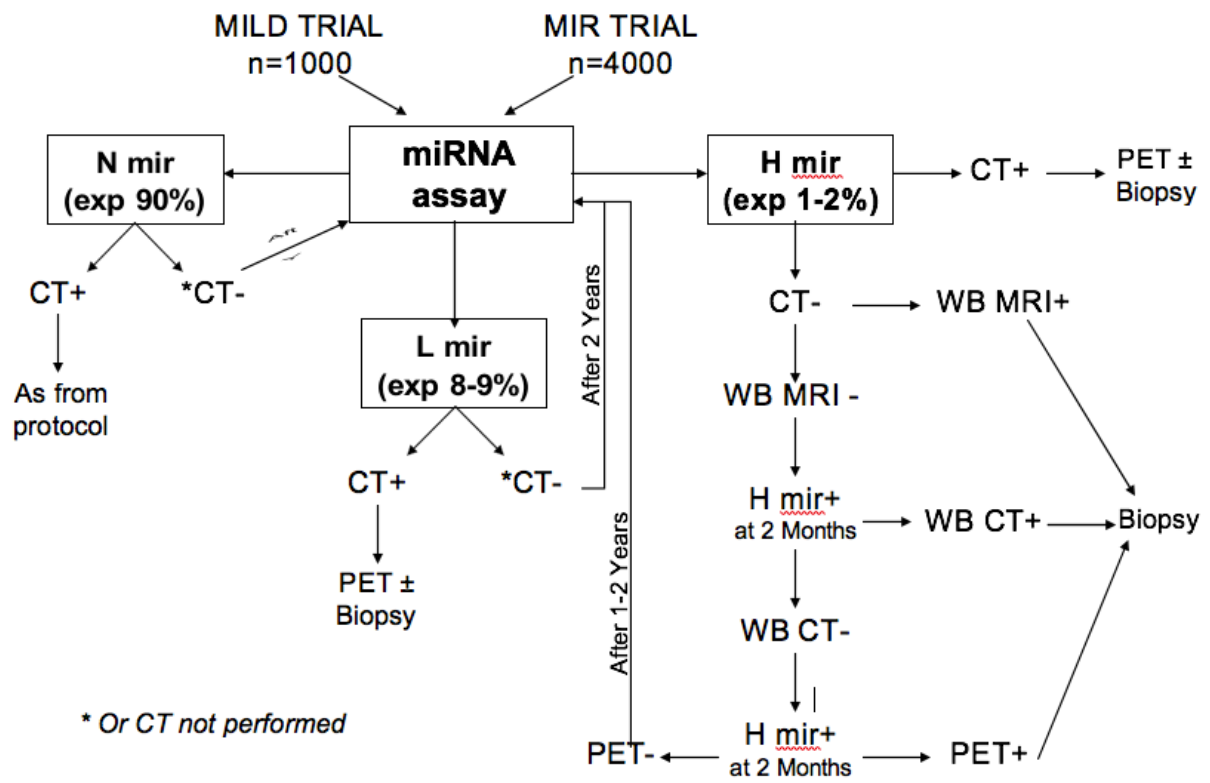 MILD TRIAL
n=1000
MIR TRIAL
n=4000
N mir
(exp 90%)
miRNA
assay
H mir
(exp 1-2%)
CT+
PET ±
Biopsy
CT+
*CT-
As from
protocol
L mir
(exp 8-9%)
CT+
*CT-
PET ±
Biopsy
After 2 Years
After 1-2 Years
CT-
WB MRI+
WB MRI -
H mir+
at 2 Months
WB CT+
Biopsy
WB CT-
H mir+
at 2 Months
PET-
PET+
* Or CT not performed